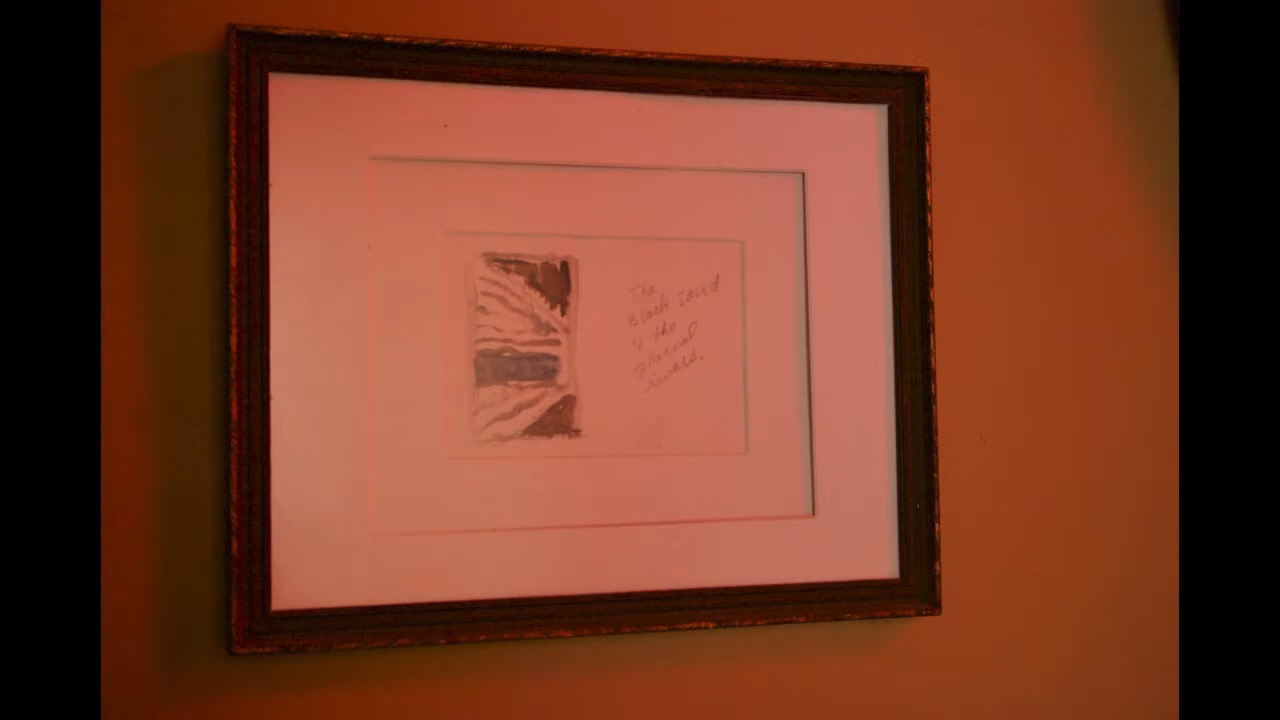 The
Black Sand
& the
Glacial
rivers.